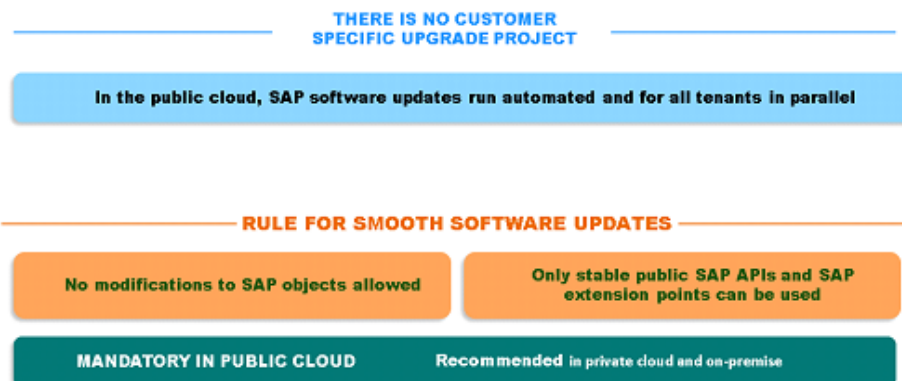 THERE IS NO CUSTOMER
SPECIFIC UPGRADE PROJECT
In the public cloud, SAP software updates run automated and for all tenants in parallel
RULE FOR SMOOTH SOFTWARE UPDATES
No modifications to SAP objects allowed
Only stable public SAP APIs and SAP
extension points can be used
MANDATORY IN PUBLIC CLOUD
Recommended in private cloud and on-premise